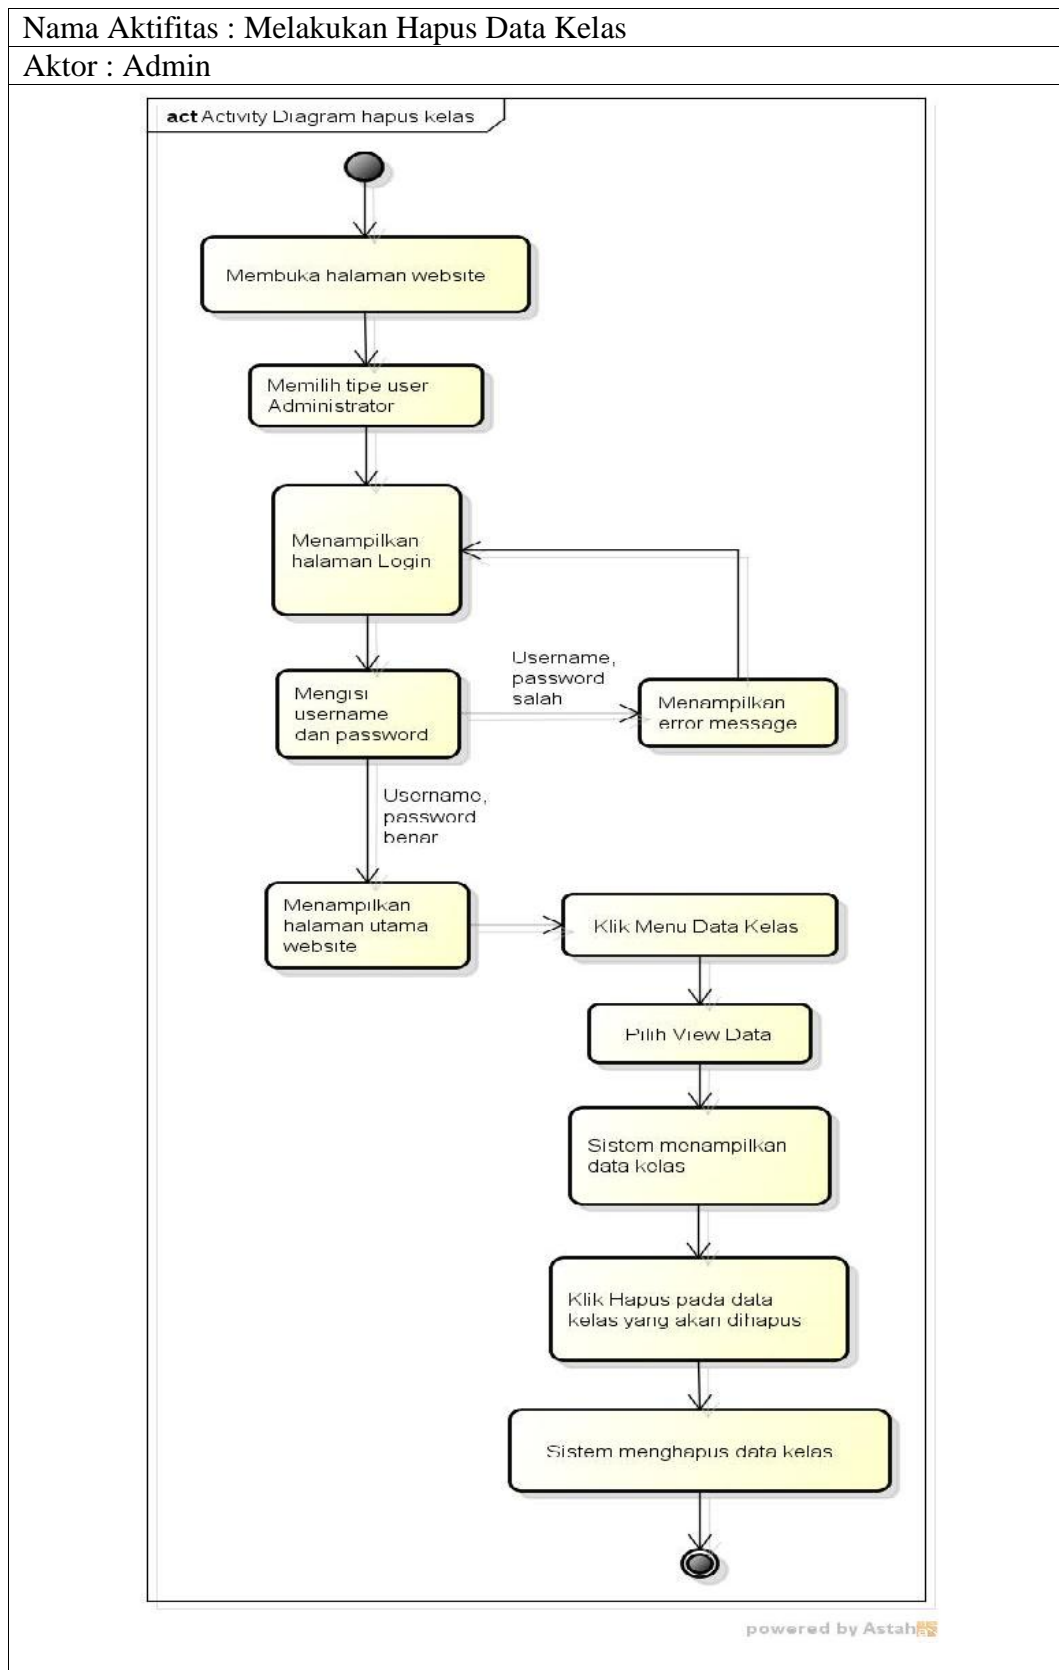 Nama Aktifitas : Melakukan Hapus Data Kelas
Aktor : Admin
act Activity Diagram hapus kelas
Membuka halaman website
Memilih tipe user
Administrator
Menampilkan
halaman Login
Mengisi
username
dan password
Username,
password
salah
Menampilkan
error message
Username,
password
benar
Menampilkan
halaman utama
website
Klik Menu Data Kelas
Pilih View Data
Sistem menampilkan
data kelas
Klik Hapus pada data
kelas yang akan dihapus
Sistem menghapus data kelas
powered by Astah